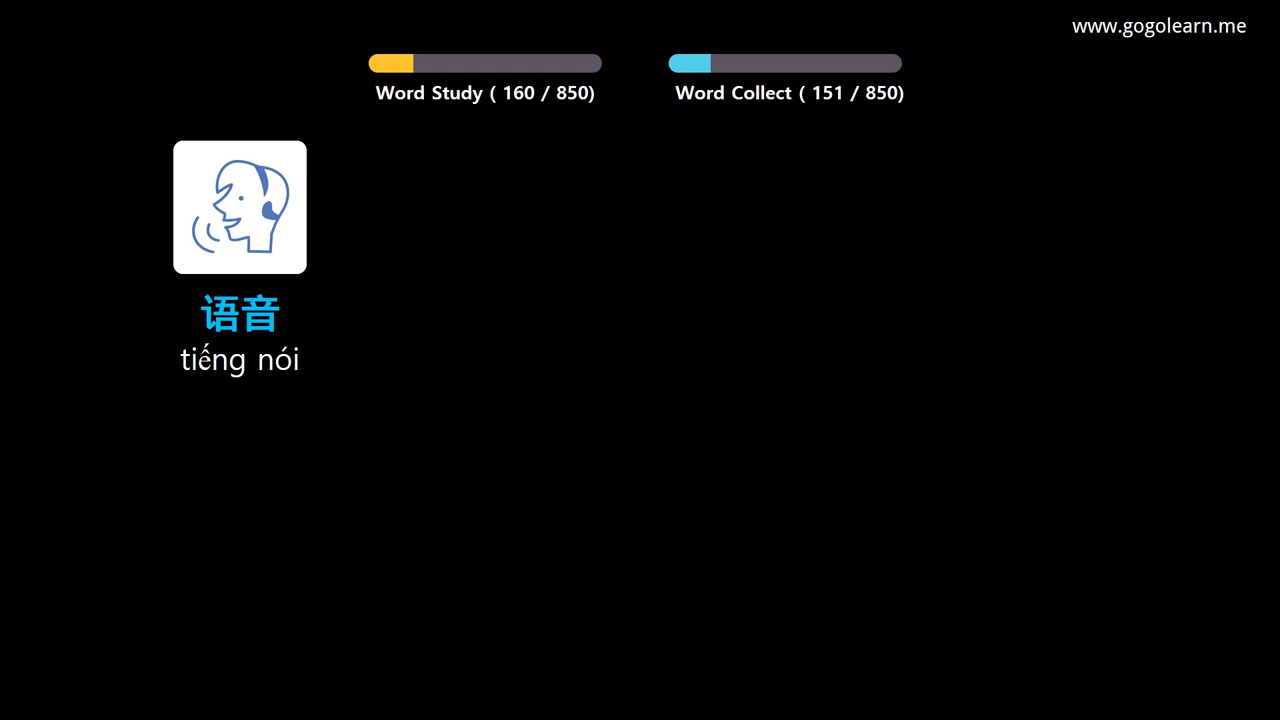 www.gogolearn.me
Word Study ( 160 / 850)
Word Collect ( 151 / 850)
语音
tiếng nói